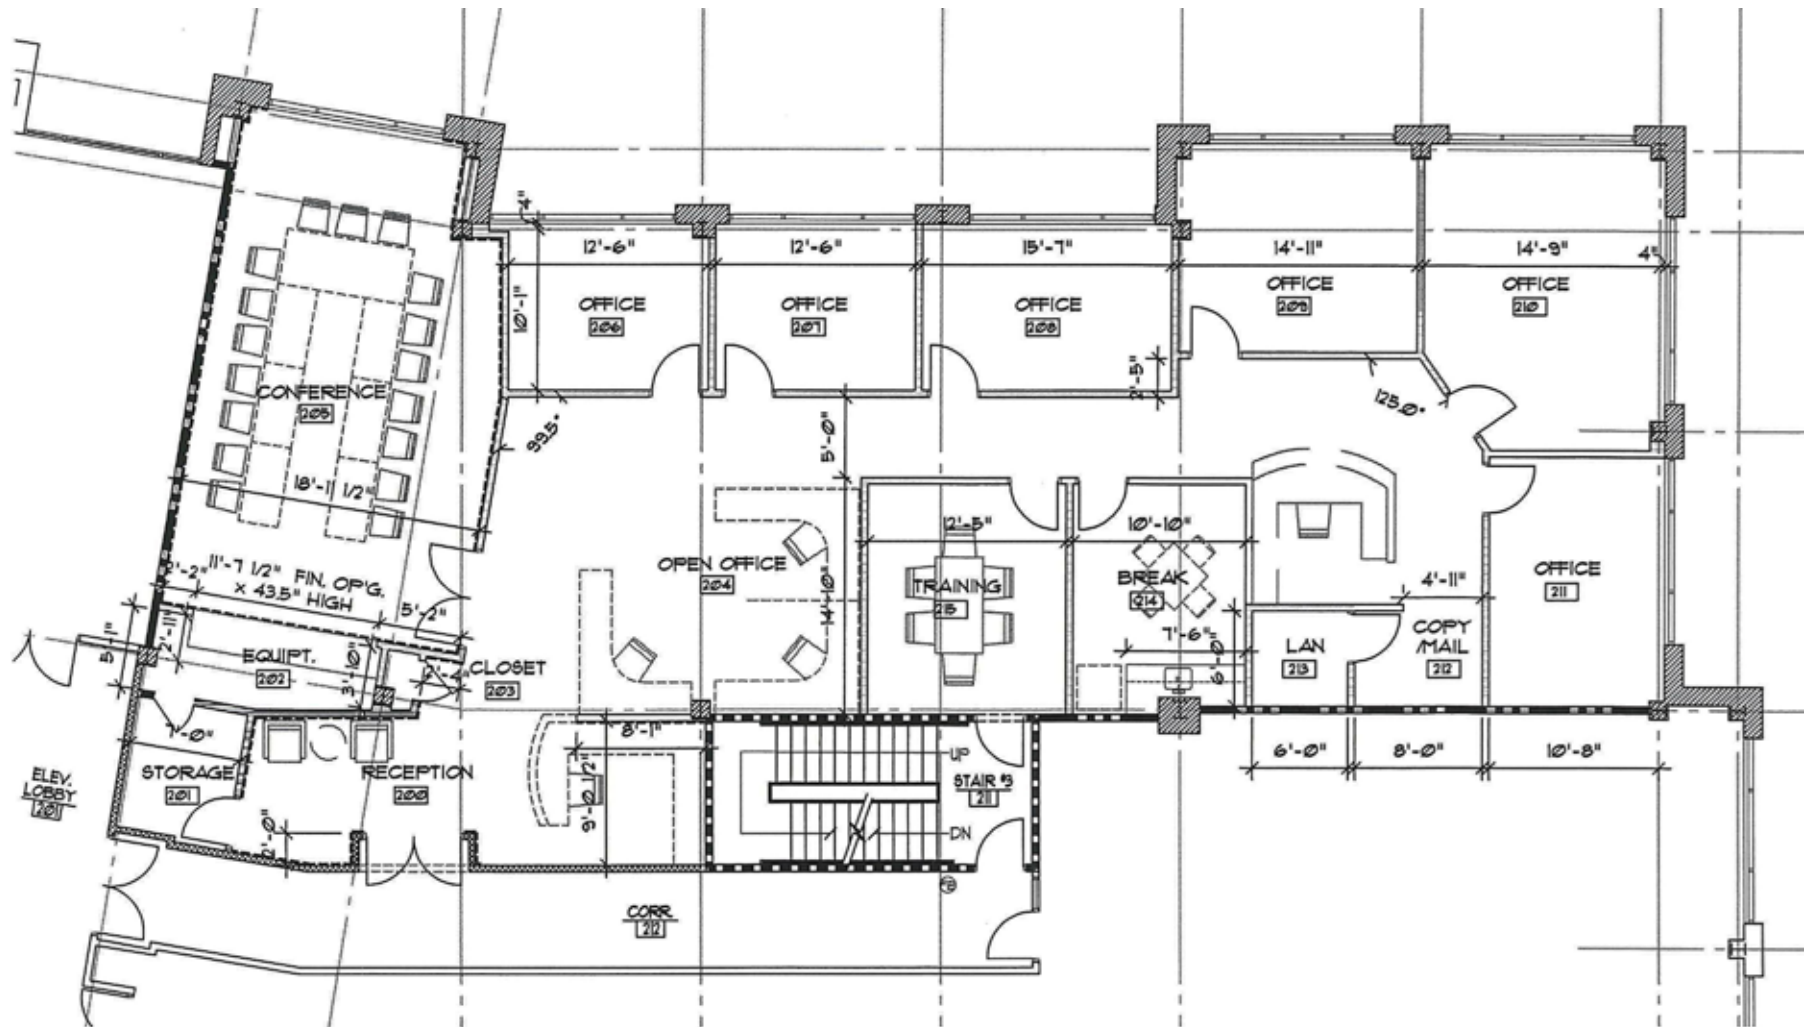 4"
12'-6"
12'-6"
15'-7"
14'-11"
14'-9"
4"
OFFICE
206
OFFICE
207
OFFICE
208
OFFICE
209
OFFICE
210
10'-1"
2'-5"
125.0°
99.5°
5'-0"
CONFERENCE
205
18'-1 1/2"
12'-5"
10'-10"
OPEN OFFICE
204
14'-10"
TRAINING
215
BREAK
214
OFFICE
211
4'-11"
2'-2"
11'-7 1/2"
x 43.5" HIGH
FIN. OP'G.
5'-2"
5'-1"
2'-11"
EQUIPT.
202
3'-10"
CLOSET
203
7'-6"
6'-0"
LAN
213
COPY
/MAIL
212
7'-0"
8'-1"
6'-0"
8'-0"
10'-8"
STORAGE
201
RECEPTION
200
9'-0 1/2"
2'-0"
UP
STAIR #3
211
DN
ELEV.
LOBBY
201
CORR.
212